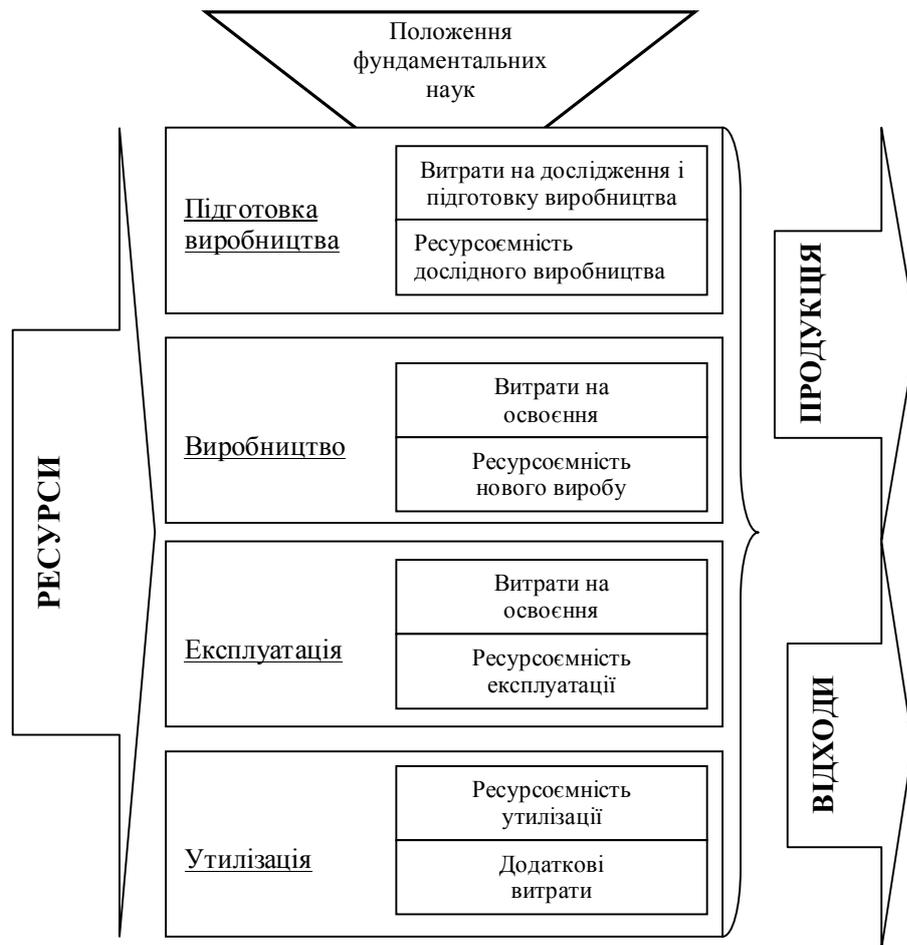 Положення
фундаментальних
наук
РЕСУРСИ
Підготовка
виробництва
Витрати на дослідження і
підготовку виробництва
Ресурсоємність
дослідного виробництва
Виробництво
Витрати на
освоєння
Ресурсоємність
нового виробу
Експлуатація
Витрати на
освоєння
Ресурсоємність
експлуатації
Утилізація
Ресурсоємність
утилізації
Додаткові
витрати
ПРОДУКЦІЯ
ВІДХОДИ